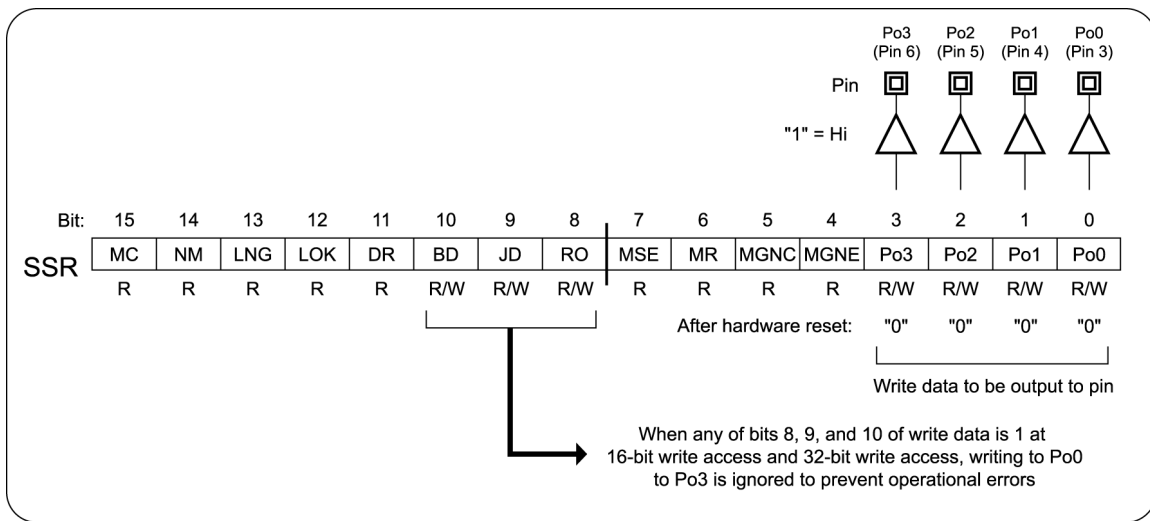 Po3 Po2 Po1 Po0
(Pin 6) (Pin 5) (Pin 4) (Pin 3)
Pin
"1" = Hi
Bit: 15 14 13 12 11 10 9 8 7 6 5 4 3 2 1 0
SSR MC NM LNG LOK DR BD JD RO MSE MR MGNC MGNE Po3 Po2 Po1 Po0
R R R R R R/W R/W R/W R R R R R/W R/W R/W R/W
After hardware reset: "0" "0" "0" "0"
Write data to be output to pin
When any of bits 8, 9, and 10 of write data is 1 at
16-bit write access and 32-bit write access, writing to Po0
to Po3 is ignored to prevent operational errors